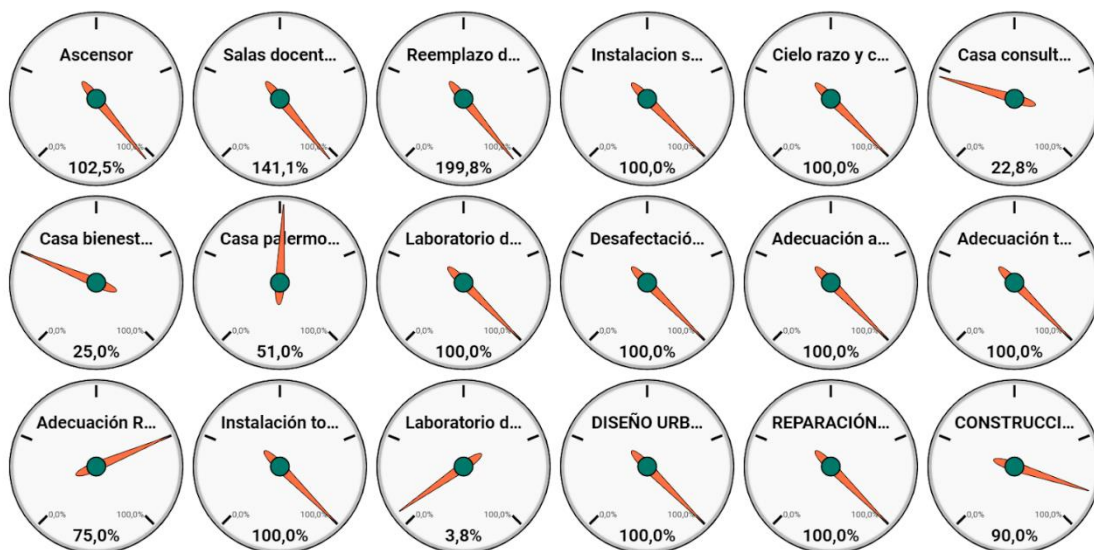 Ascensor
0,0% 100,0%
102,5%
Salas docent...
0,0% 100,0%
141,1%
Reemplazo d...
0,0% 100,0%
199,8%
Instalacion s...
0,0% 100,0%
100,0%
Cielo razo y c...
0,0% 100,0%
100,0%
Casa consult...
0,0% 100,0%
22,8%
Casa bienest...
0,0% 100,0%
25,0%
Casa palermo...
0,0% 100,0%
51,0%
Laboratorio d...
0,0% 100,0%
100,0%
Desafectació...
0,0% 100,0%
100,0%
Adecuación a...
0,0% 100,0%
100,0%
Adecuación t...
0,0% 100,0%
100,0%
Adecuación R...
0,0% 100,0%
75,0%
Instalación to...
0,0% 100,0%
100,0%
Laboratorio d...
0,0% 100,0%
3,8%
DISEÑO URB...
0,0% 100,0%
100,0%
REPARACIÓN...
0,0% 100,0%
100,0%
CONSTRUCCI...
0,0% 100,0%
90,0%